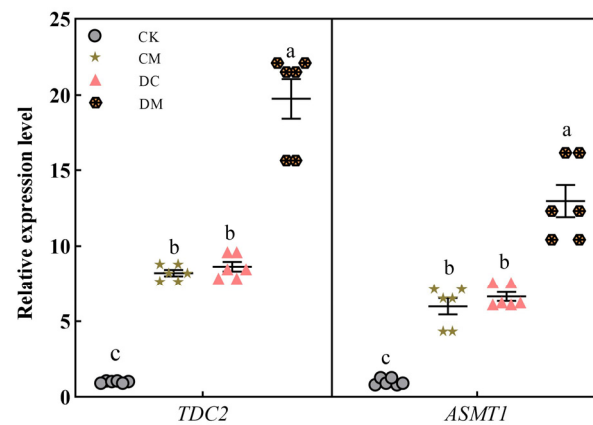 Relative expression level
25
20
15
10
5
0
CK
CM
DC
DM
c
b
b
a
c
b
b
a
TDC2
ASMT1